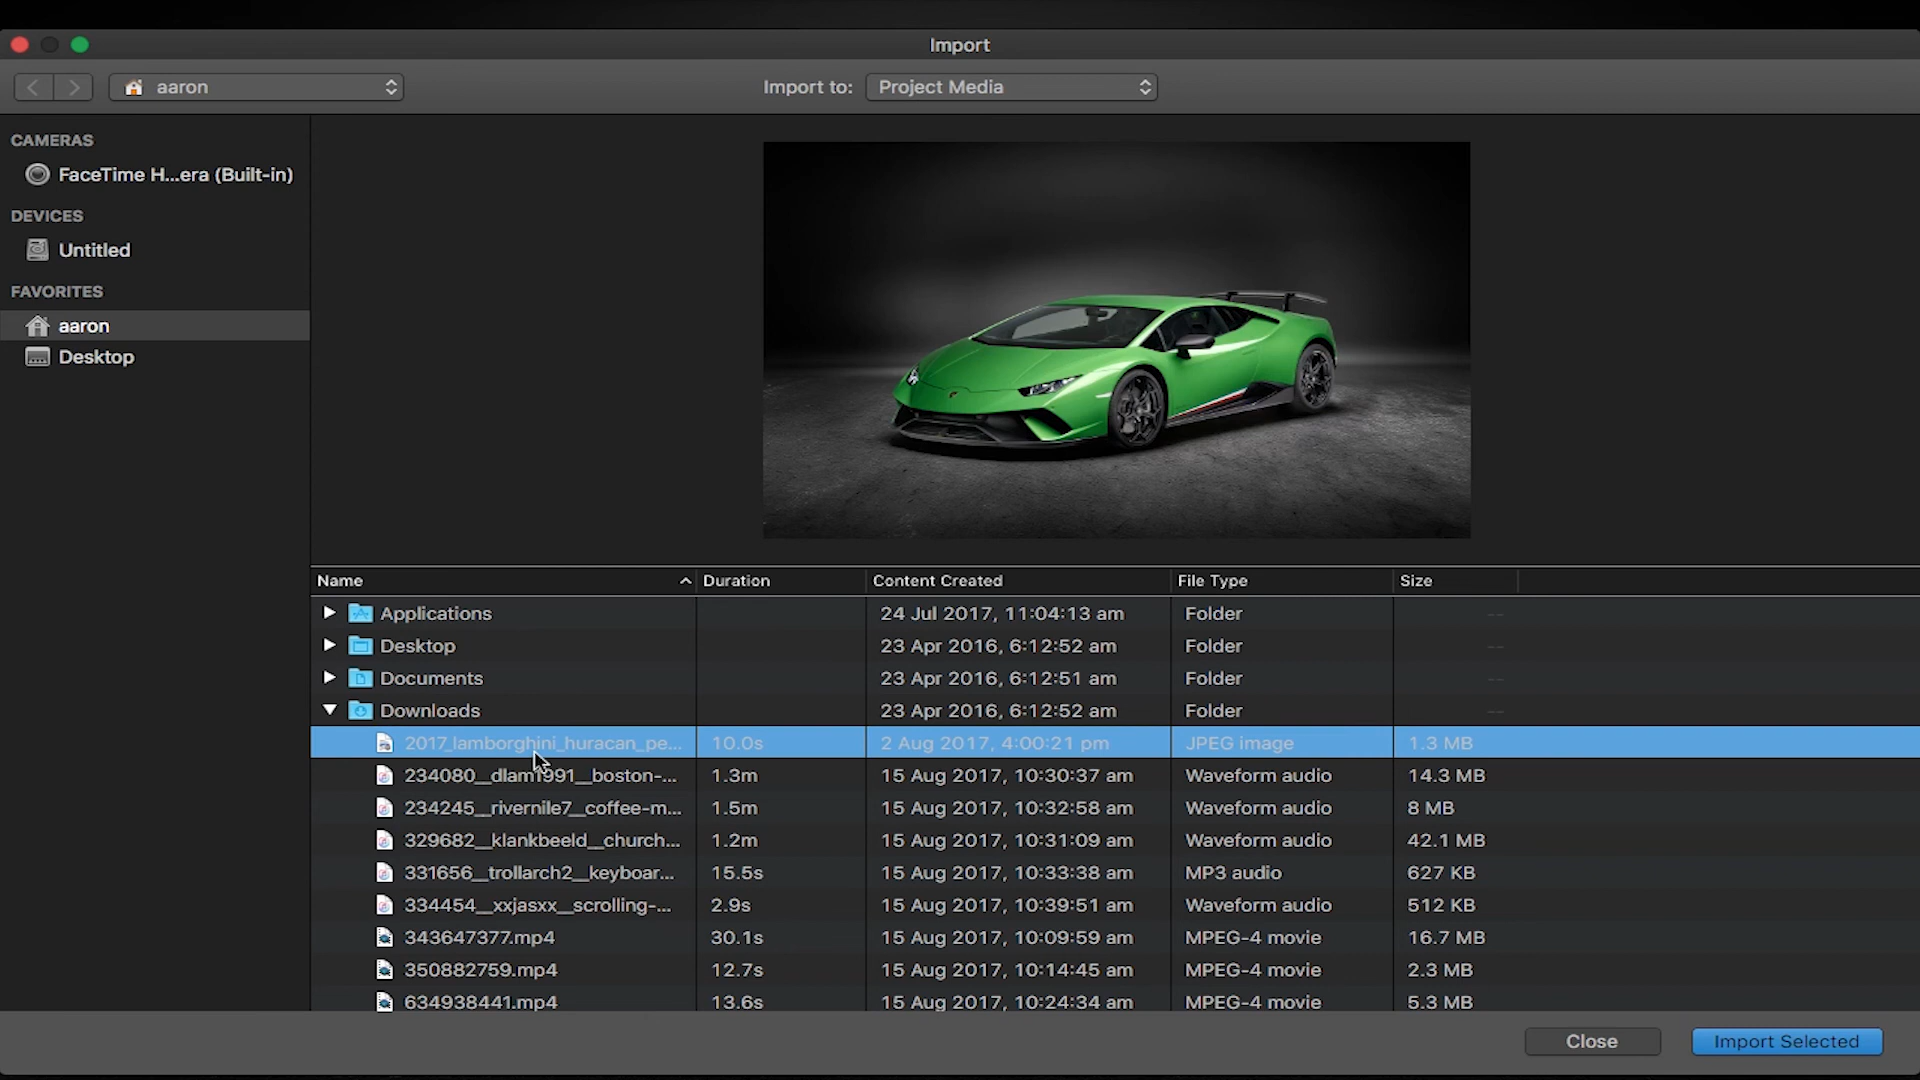 Import
aaron
Import to: Project Media
CAMERAS
FaceTime H...era (Built-in)
DEVICES
Untitled
FAVORITES
aaron
Desktop
Name Duration Content Created File Type Size
Applications 24 Jul 2017, 11:04:13 am Folder --
Desktop 23 Apr 2016, 6:12:52 am Folder --
Documents 23 Apr 2016, 6:12:51 am Folder --
Downloads 23 Apr 2016, 6:12:52 am Folder --
2017_lamborghini_huracan_pe... 10.0s 2 Aug 2017, 4:00:21 pm JPEG image 1.3 MB
234080__dlam1991__boston-... 1.3m 15 Aug 2017, 10:30:37 am Waveform audio 14.3 MB
234245__rivernile7__coffee-m... 1.5m 15 Aug 2017, 10:32:58 am Waveform audio 8 MB
329682__klankbeeld__church... 1.2m 15 Aug 2017, 10:31:09 am Waveform audio 42.1 MB
331656__trollarch2__keyboar... 15.5s 15 Aug 2017, 10:33:38 am MP3 audio 627 KB
334454__xxjasxx__scrolling-... 2.9s 15 Aug 2017, 10:39:51 am Waveform audio 512 KB
343647377.mp4 30.1s 15 Aug 2017, 10:09:59 am MPEG-4 movie 16.7 MB
350882759.mp4 12.7s 15 Aug 2017, 10:14:45 am MPEG-4 movie 2.3 MB
634938441.mp4 13.6s 15 Aug 2017, 10:24:34 am MPEG-4 movie 5.3 MB
Close Import Selected